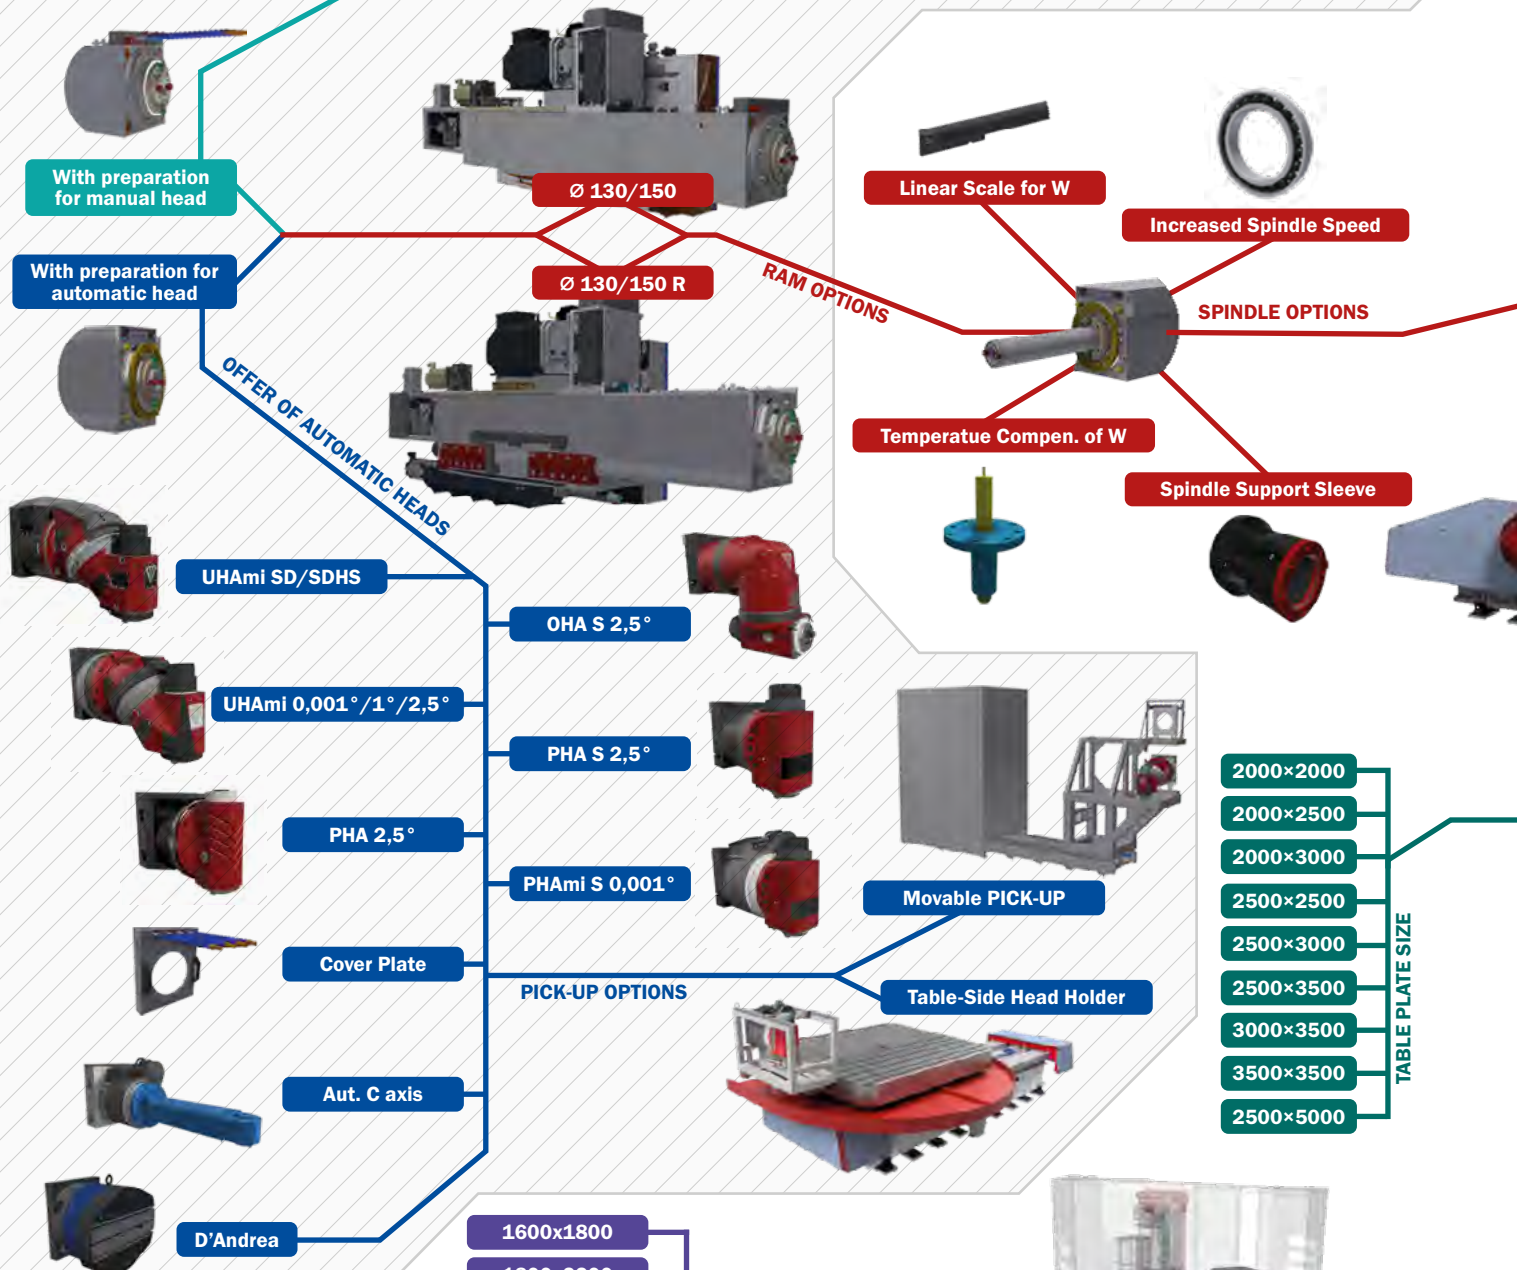 With preparation
for manual head
With preparation for
automatic head
Ø 130/150
Ø 130/150 R
RAM OPTIONS
Linear Scale for W
Increased Spindle Speed
SPINDLE OPTIONS
Temperatue Compen. of W
Spindle Support Sleeve
OFFER OF AUTOMATIC HEADS
UHAmi SD/SDHS
OHA S 2,5°
UHAmi 0,001°/1°/2,5°
PHA S 2,5°
PHA 2,5°
PHAmi S 0,001°
Cover Plate
Aut. C axis
D'Andrea
PICK-UP OPTIONS
Movable PICK-UP
Table-Side Head Holder
2000×2000
2000×2500
2000×3000
2500×2500
2500×3000
2500×3500
3000×3500
3500×3500
2500×5000
TABLE PLATE SIZE
1600x1800